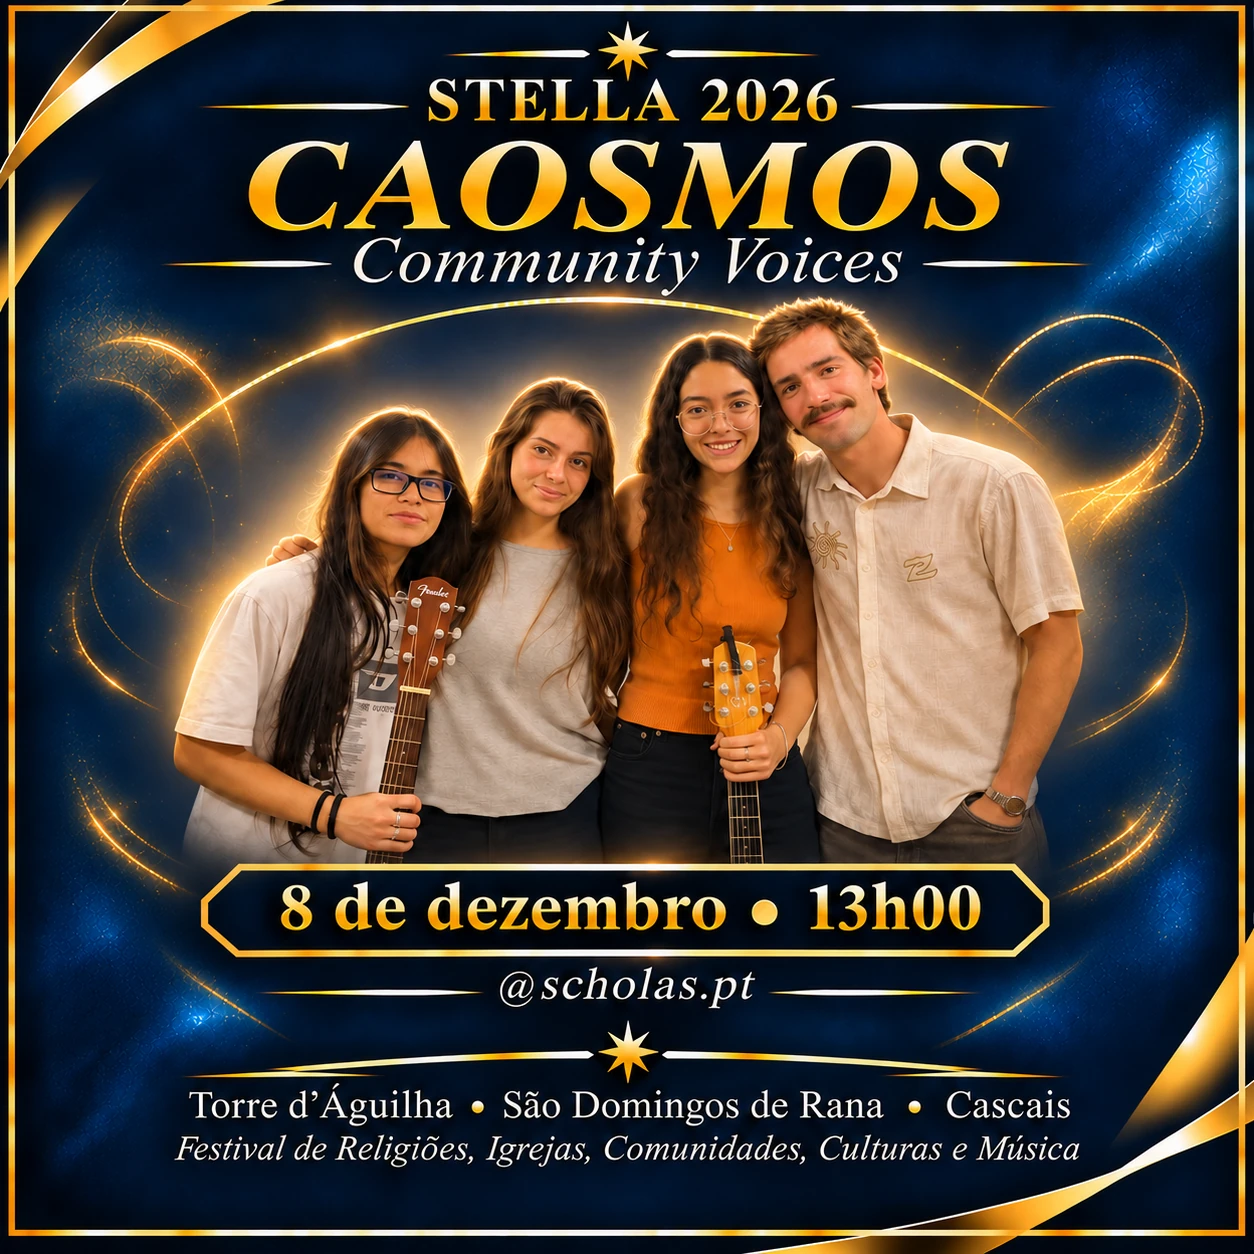 STELLA 2026
CAOSMOS
Community Voices
Fender
8 de dezembro • 13h00
@scholas.pt
Torre d’Águilha • São Domingos de Rana • Cascais
Festival de Religiões, Igrejas, Comunidades, Culturas e Música